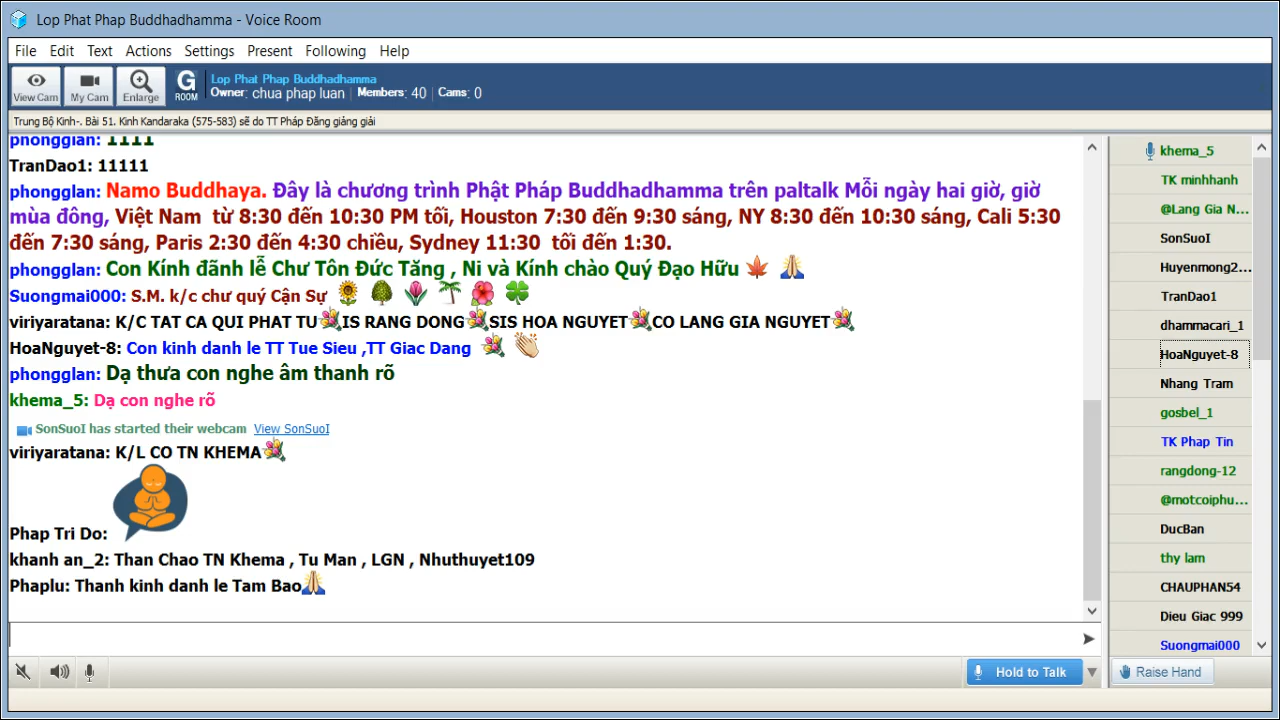 Lop Phat Phap Buddhadhamma - Voice Room
File Edit Text Actions Settings Present Following Help
View Cam My Cam Enlarge G ROOM
Lop Phat Phap Buddhadhamma
Owner: chua phap luan Members: 40 Cams: 0
Trung Bộ Kinh-. Bài 51. Kinh Kandaraka (575-583) sẽ do TT Pháp Đăng giảng giải
phongglan: 1111
TranDao1: 11111
phongglan: Namo Buddhaya. Đây là chương trình Phật Pháp Buddhadhamma trên paltalk Mỗi ngày hai giờ, giờ
mùa đông, Việt Nam từ 8:30 đến 10:30 PM tối, Houston 7:30 đến 9:30 sáng, NY 8:30 đến 10:30 sáng, Cali 5:30
đến 7:30 sáng, Paris 2:30 đến 4:30 chiều, Sydney 11:30 tối đến 1:30.
phongglan: Con Kính đãnh lễ Chư Tôn Đức Tăng , Ni và Kính chào Quý Đạo Hữu
Suongmai000: S.M. k/c chư quý Cận Sự
viriyaratana: K/C TAT CA QUI PHAT TU IS RANG DONG SIS HOA NGUYET CO LANG GIA NGUYET
HoaNguyet-8: Con kinh danh le TT Tue Sieu ,TT Giac Dang
phongglan: Dạ thưa con nghe âm thanh rõ
khema_5: Dạ con nghe rõ
SonSuoI has started their webcam View SonSuoI
viriyaratana: K/L CO TN KHEMA
Phap Tri Do:
khanh an_2: Than Chao TN Khema , Tu Man , LGN , Nhuthuyet109
Phaplu: Thanh kinh danh le Tam Bao
Hold to Talk
khema_5
TK minhhanh
@Lang Gia N...
SonSuoI
Huyenmong2...
TranDao1
dhammacari_1
HoaNguyet-8
Nhang Tram
gosbel_1
TK Phap Tin
rangdong-12
@motcoiphu...
DucBan
thy lam
CHAUPHAN54
Dieu Giac 999
Suongmai000
Raise Hand